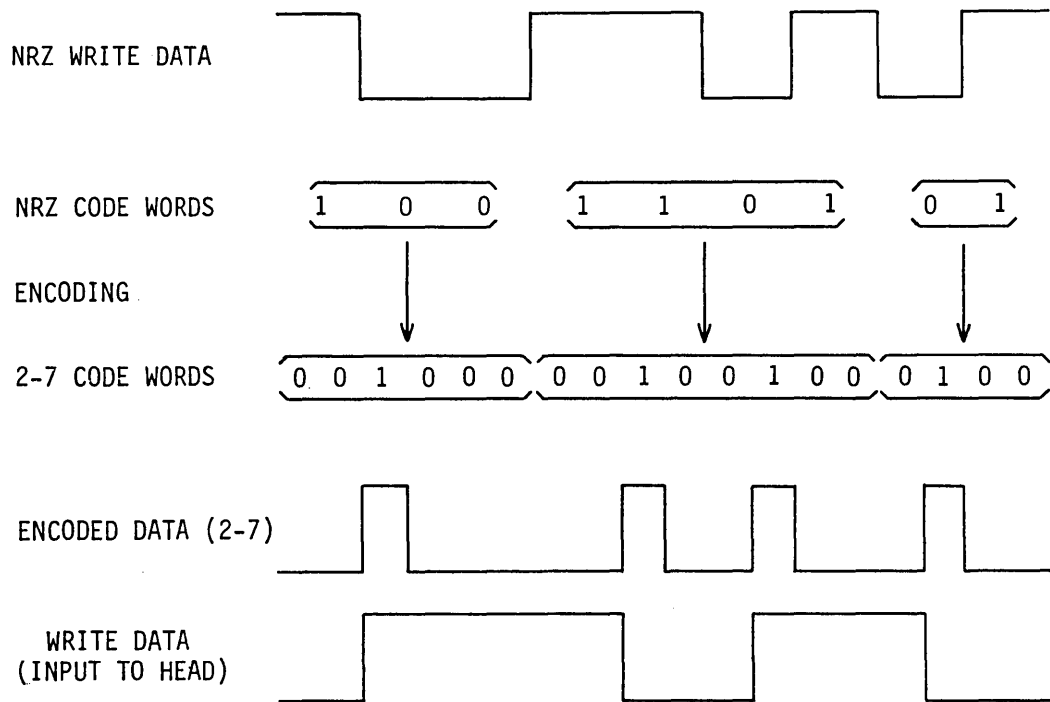 NRZ WRITE DATA
NRZ CODE WORDS
1 0 0
1 1 0 1
0 1
ENCODING
2-7 CODE WORDS
0 0 1 0 0 0
0 0 1 0 0 1 0 0
0 1 0 0
ENCODED DATA (2-7)
WRITE DATA
(INPUT TO HEAD)